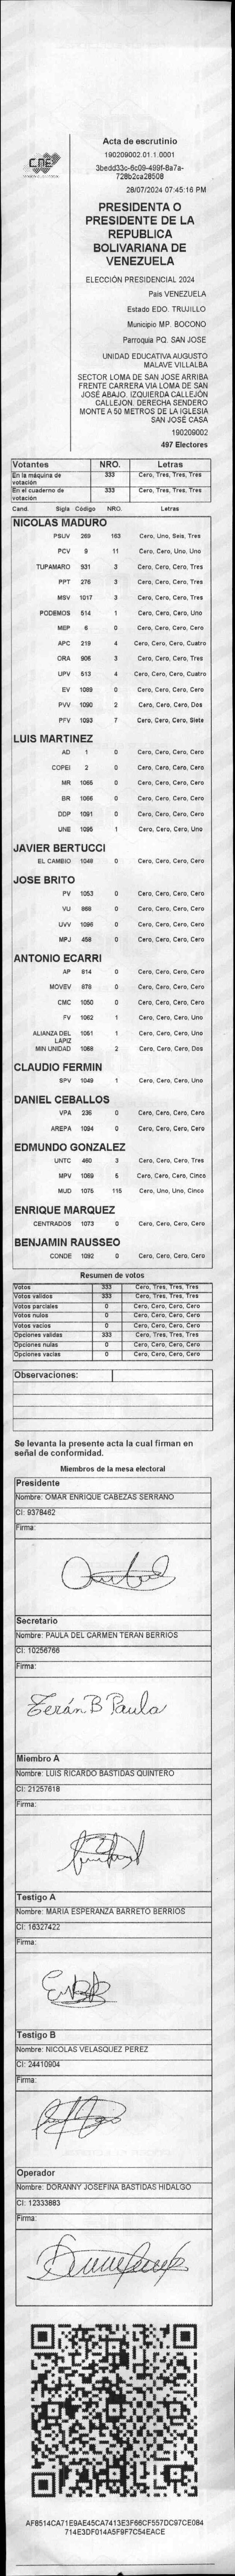 CNE
Acta de escrutinio
190209002.01.1.0001
3bedd33c-6c09-499f-8a7a-
728b2ca28508
28/07/2024 07:45:16 PM
PRESIDENTA O
PRESIDENTE DE LA
REPUBLICA
BOLIVARIANA DE
VENEZUELA
ELECCIÓN PRESIDENCIAL 2024
Pais VENEZUELA
Estado EDO. TRUJILLO
Municipio MP. BOCONO
Parroquia PQ. SAN JOSE
UNIDAD EDUCATIVA AUGUSTO
MALAVE VILLALBA
SECTOR LOMA DE SAN JOSE ARRIBA
FRENTE CARRERA VIA LOMA DE SAN
JOSÉ ABAJO. IZQUIERDA CALLEJÓN
CALLEJON. DERECHA SENDERO
MONTE A 50 METROS DE LA IGLESIA
SAN JOSÉ CASA
190209002
497 Electores
Votantes NRO. Letras
En la máquina de votación 333 Cero, Tres, Tres, Tres
En el cuaderno de votación 333 Cero, Tres, Tres, Tres
Cand. Sigla Código NRO. Letras
NICOLAS MADURO
PSUV 269 163 Cero, Uno, Seis, Tres
PCV 9 11 Cero, Cero, Uno, Uno
TUPAMARO 931 3 Cero, Cero, Cero, Tres
PPT 276 3 Cero, Cero, Cero, Tres
MSV 1017 3 Cero, Cero, Cero, Tres
PODEMOS 514 1 Cero, Cero, Cero, Uno
MEP 6 0 Cero, Cero, Cero, Cero
APC 219 4 Cero, Cero, Cero, Cuatro
ORA 906 3 Cero, Cero, Cero, Tres
UPV 513 4 Cero, Cero, Cero, Cuatro
EV 1089 0 Cero, Cero, Cero, Cero
PVV 1090 2 Cero, Cero, Cero, Dos
PFV 1093 7 Cero, Cero, Cero, Siete
LUIS MARTINEZ
AD 1 0 Cero, Cero, Cero, Cero
COPEI 2 0 Cero, Cero, Cero, Cero
MR 1065 0 Cero, Cero, Cero, Cero
BR 1066 0 Cero, Cero, Cero, Cero
DDP 1091 0 Cero, Cero, Cero, Cero
UNE 1095 1 Cero, Cero, Cero, Uno
JAVIER BERTUCCI
EL CAMBIO 1048 0 Cero, Cero, Cero, Cero
JOSE BRITO
PV 1053 0 Cero, Cero, Cero, Cero
VU 868 0 Cero, Cero, Cero, Cero
UVV 1096 0 Cero, Cero, Cero, Cero
MPJ 458 0 Cero, Cero, Cero, Cero
ANTONIO ECARRI
AP 814 0 Cero, Cero, Cero, Cero
MOVEV 878 0 Cero, Cero, Cero, Cero
CMC 1050 0 Cero, Cero, Cero, Cero
FV 1062 1 Cero, Cero, Cero, Uno
ALIANZA DEL LAPIZ 1051 1 Cero, Cero, Cero, Uno
MIN UNIDAD 1068 2 Cero, Cero, Cero, Dos
CLAUDIO FERMIN
SPV 1049 1 Cero, Cero, Cero, Uno
DANIEL CEBALLOS
VPA 236 0 Cero, Cero, Cero, Cero
AREPA 1094 0 Cero, Cero, Cero, Cero
EDMUNDO GONZALEZ
UNTC 460 3 Cero, Cero, Cero, Tres
MPV 1069 5 Cero, Cero, Cero, Cinco
MUD 1075 115 Cero, Uno, Uno, Cinco
ENRIQUE MARQUEZ
CENTRADOS 1073 0 Cero, Cero, Cero, Cero
BENJAMIN RAUSSEO
CONDE 1092 0 Cero, Cero, Cero, Cero
Resumen de votos
Votos 333 Cero, Tres, Tres, Tres
Votos validos 333 Cero, Tres, Tres, Tres
Votos parciales 0 Cero, Cero, Cero, Cero
Votos nulos 0 Cero, Cero, Cero, Cero
Votos vacios 0 Cero, Cero, Cero, Cero
Opciones validas 333 Cero, Tres, Tres, Tres
Opciones nulas 0 Cero, Cero, Cero, Cero
Opciones vacias 0 Cero, Cero, Cero, Cero
Observaciones:
Se levanta la presente acta la cual firman en
señal de conformidad.
Miembros de la mesa electoral
Presidente
Nombre: OMAR ENRIQUE CABEZAS SERRANO
CI: 9378462
Firma:
Secretario
Nombre: PAULA DEL CARMEN TERAN BERRIOS
CI: 10256766
Firma:
Terán B Paula
Miembro A
Nombre: LUIS RICARDO BASTIDAS QUINTERO
CI: 21257618
Firma:
Testigo A
Nombre: MARIA ESPERANZA BARRETO BERRIOS
CI: 16327422
Firma:
Testigo B
Nombre: NICOLAS VELASQUEZ PEREZ
CI: 24410904
Firma:
Operador
Nombre: DORANNY JOSEFINA BASTIDAS HIDALGO
CI: 12333883
Firma:
AF8514CA71E9AE45CA7413E3F66CF557DC97CE084
714E3DF014A5F9F7C54EACE